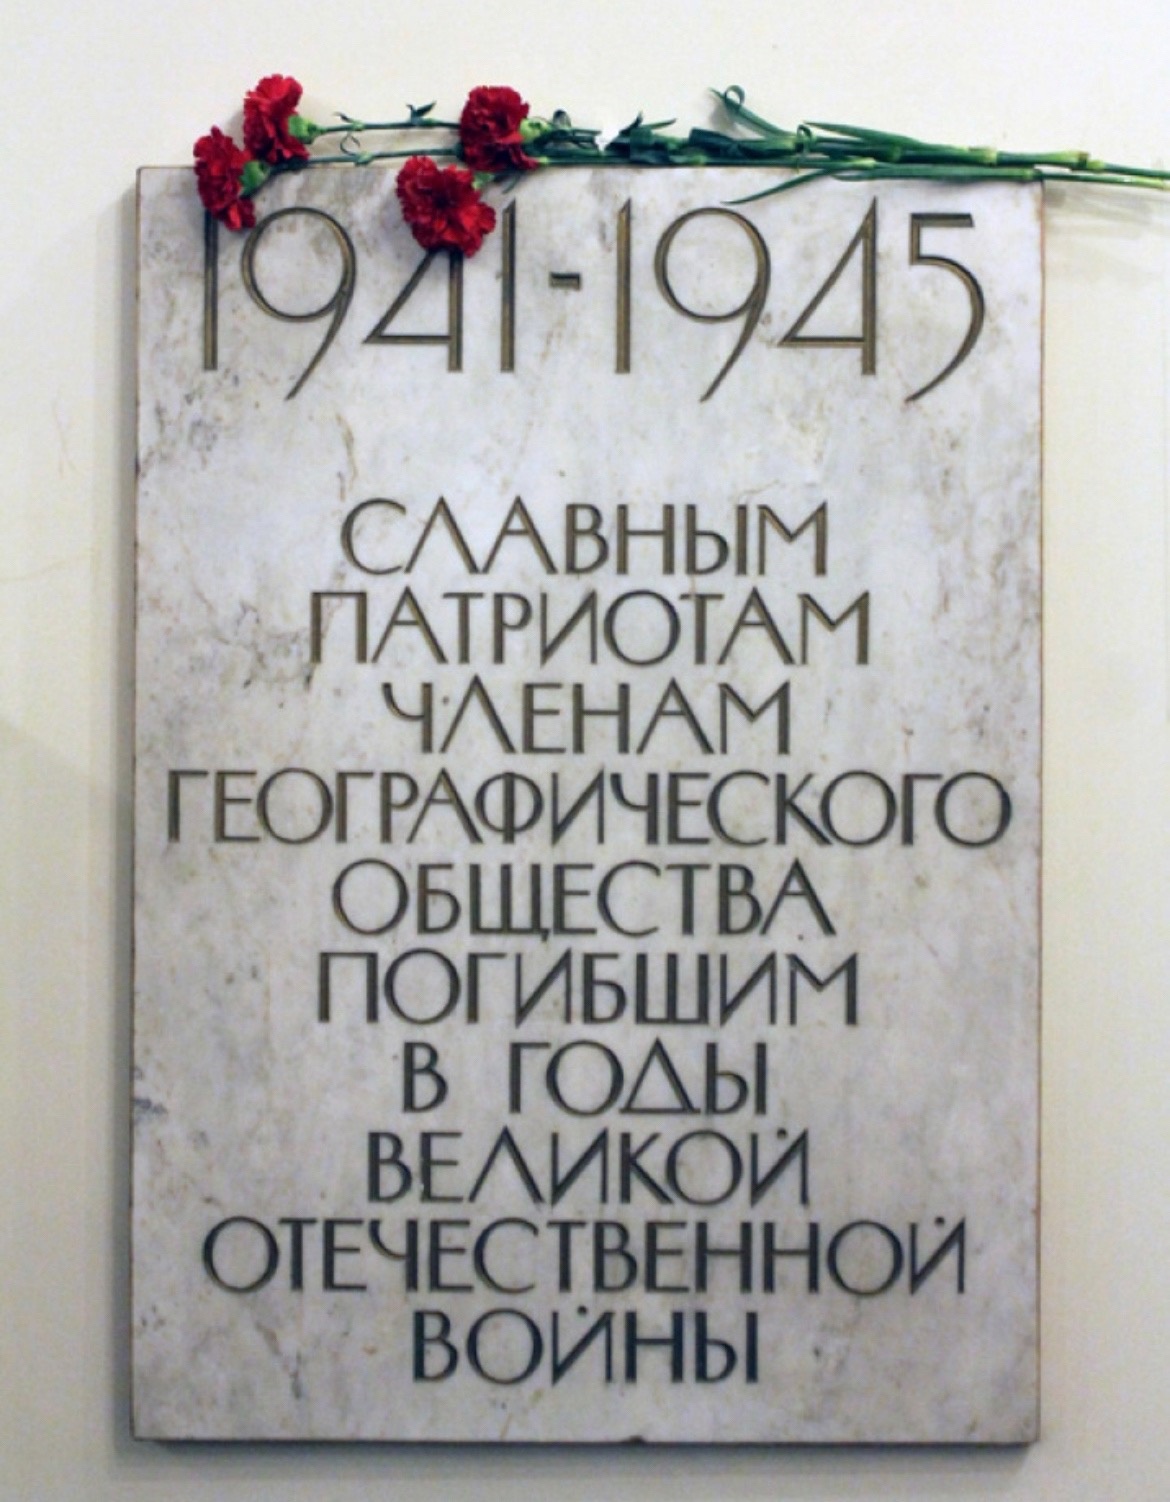 1941-1945
СЛАВНЫМ
ПАТРИОТАМ
ЧЛЕНАМ
ГЕОГРАФИЧЕСКОГО
ОБЩЕСТВА
ПОГИБШИМ
В ГОДЫ
ВЕЛИКОЙ
ОТЕЧЕСТВЕННОЙ
ВОЙНЫ